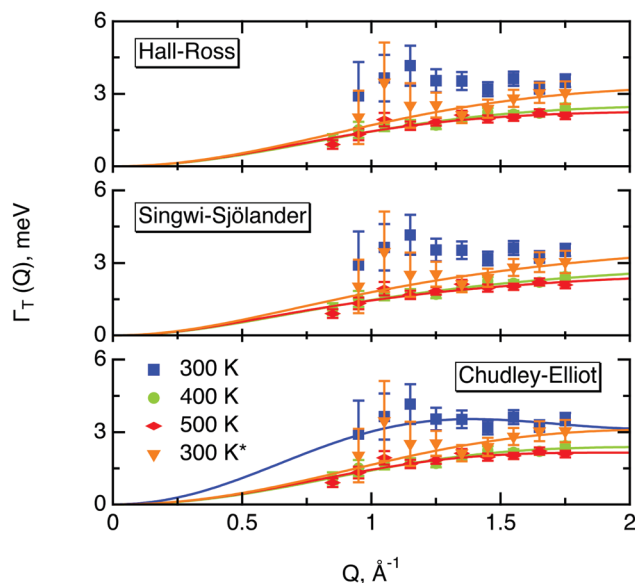 6
Hall-Ross
3
0
6
Singwi-Sjölander
3
0
6
Chudley-Elliot
300 K
400 K
3
500 K
300 K*
0
0 0.5 1 1.5 2
Q, Å⁻¹
Γ_T (Q), meV